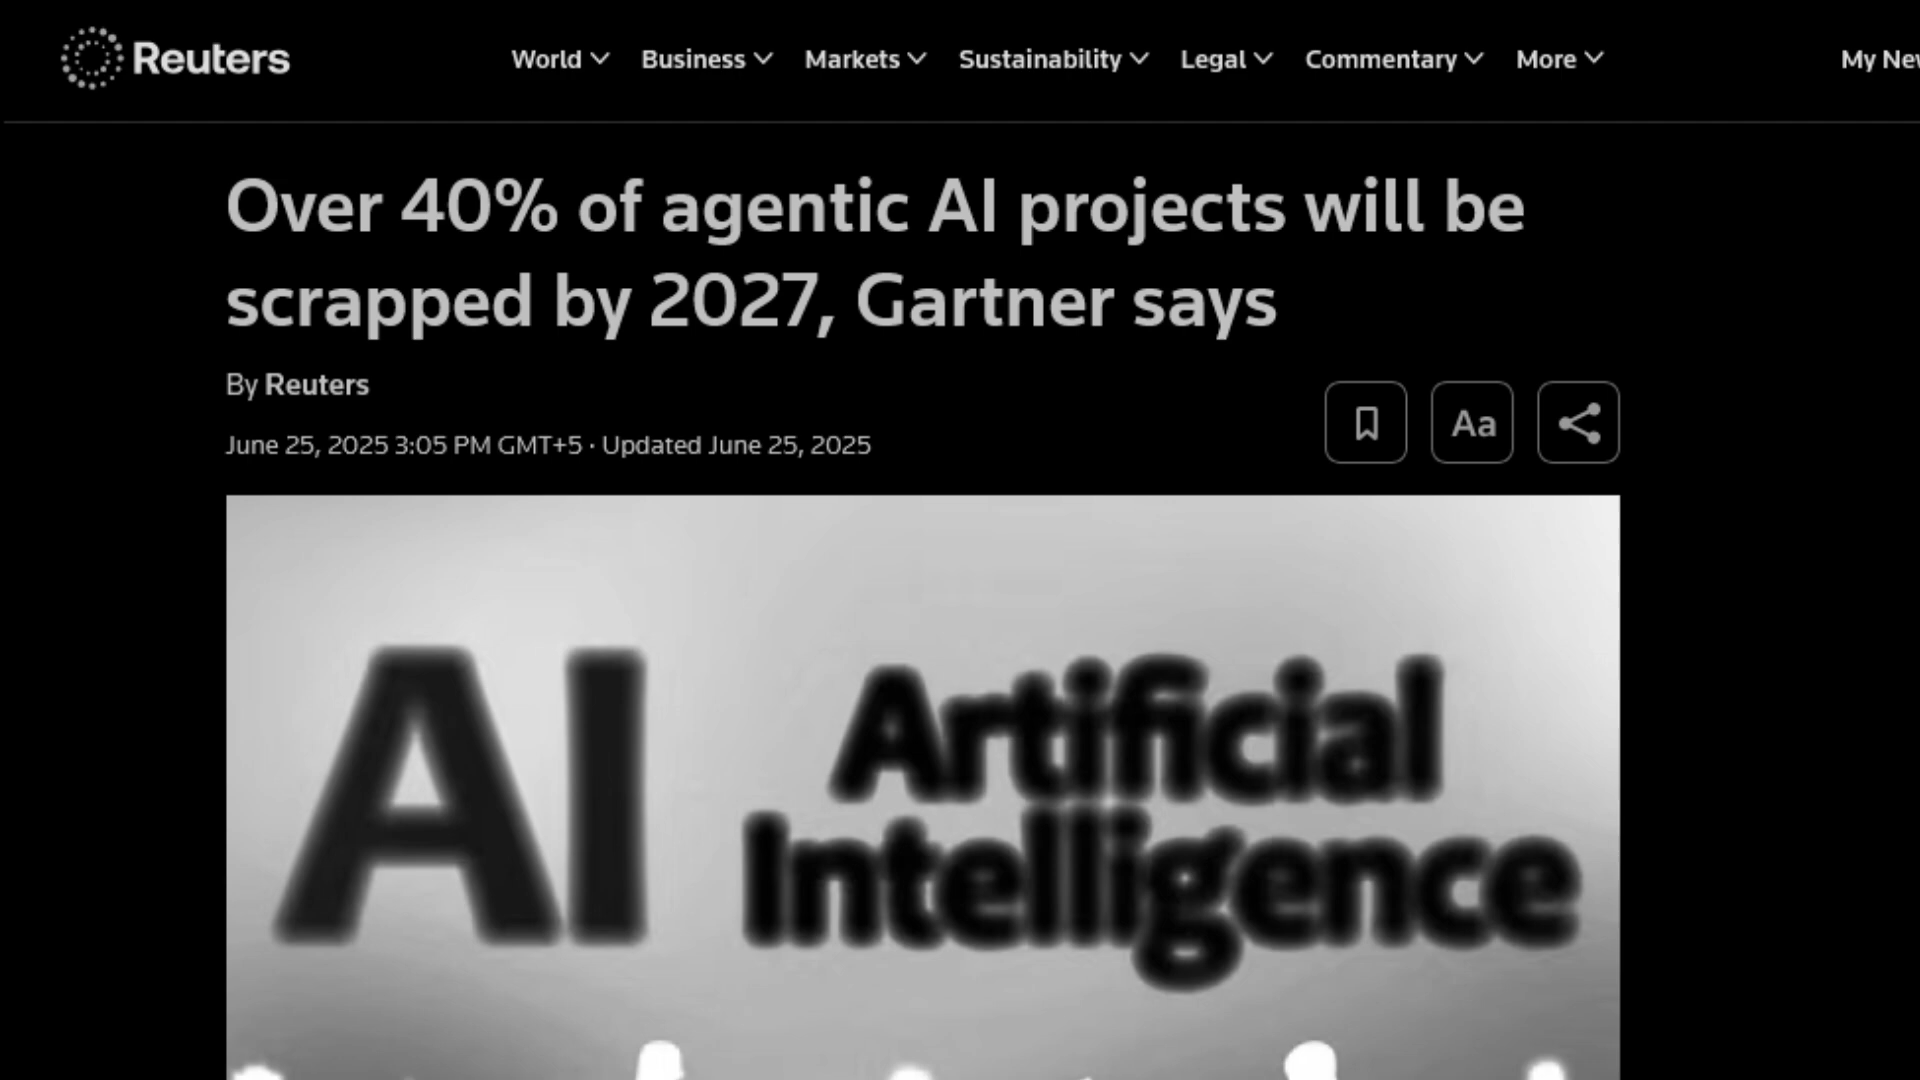 Reuters
World Business Markets Sustainability Legal Commentary More
My
Over 40% of agentic AI projects will be
scrapped by 2027, Gartner says
By Reuters
June 25, 2025 3:05 PM GMT+5 · Updated June 25, 2025
Aa
AI
Artificial
Intelligence